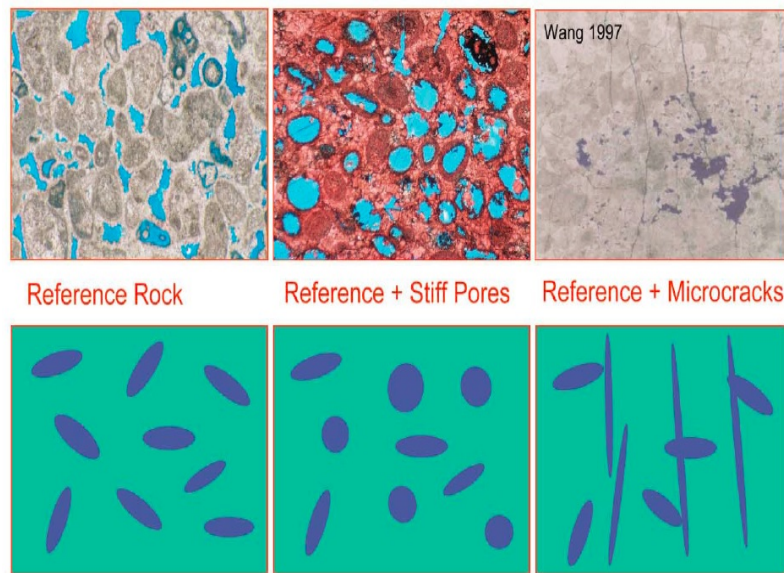 Wang 1997
Reference Rock
Reference + Stiff Pores
Reference + Microcracks